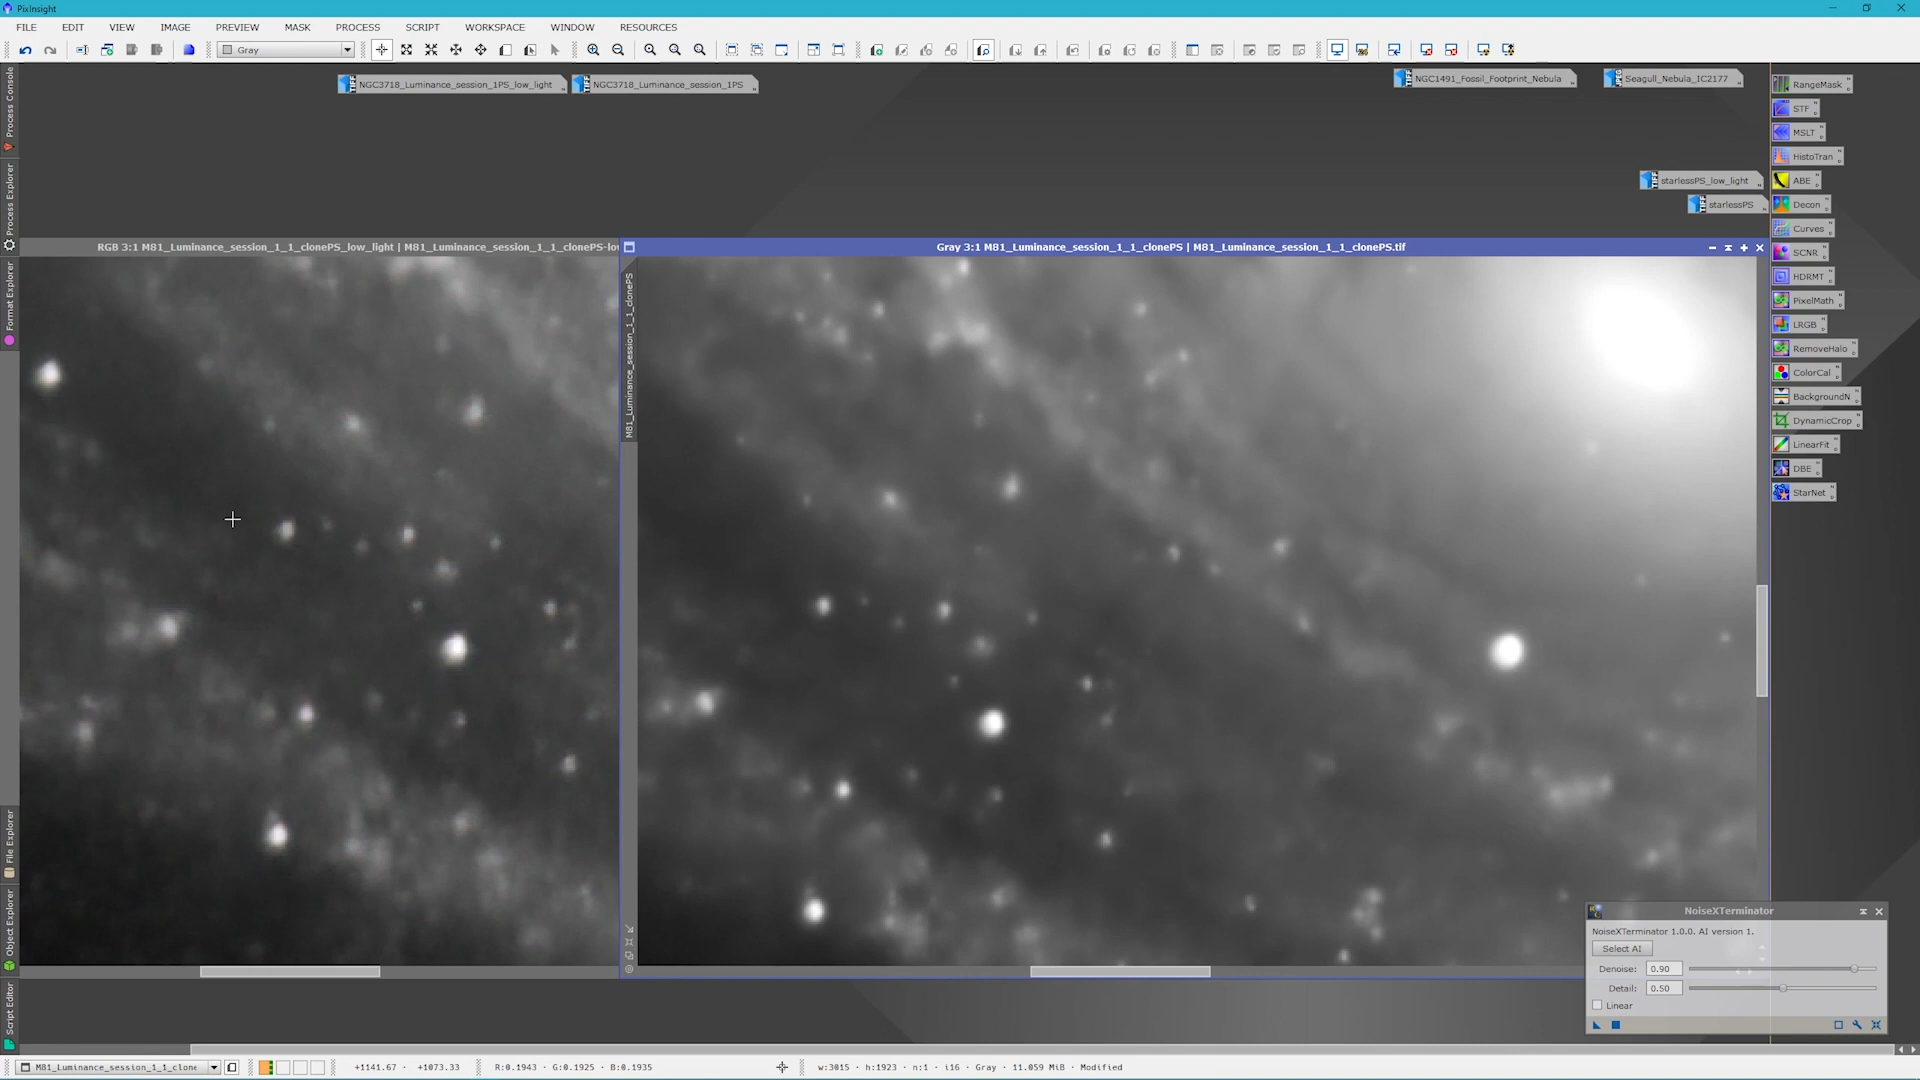 PixInsight
FILE EDIT VIEW IMAGE PREVIEW MASK PROCESS SCRIPT WORKSPACE WINDOW RESOURCES
Gray
Process Console
Process Explorer
Format Explorer
File Explorer
Object Explorer
Script Editor
NGC3718_Luminance_session_1PS_low_light
NGC3718_Luminance_session_1PS
NGC1491_Fossil_Footprint_Nebula
Seagull_Nebula_IC2177
starlessPS_low_light
starlessPS
RGB 3:1 M81_Luminance_session_1_1_clonePS_low_light | M81_Luminance_session_1_1_clonePS-lo
Gray 3:1 M81_Luminance_session_1_1_clonePS | M81_Luminance_session_1_1_clonePS.tif
M81_Luminance_session_1_1_clonePS
RangeMask
STF
MSLT
HistoTran
ABE
Decon
Curves
SCNR
HDRMT
PixelMath
LRGB
RemoveHalo
ColorCal
BackgroundN
DynamicCrop
LinearFit
DBE
StarNet
NoiseXTerminator
NoiseXTerminator 1.0.0. AI version 1.
Select AI
Denoise: 0.90
Detail: 0.50
Linear
M81_Luminance_session_1_1_clone
+1141.67 · +1073.33
R:0.1943 · G:0.1925 · B:0.1935
w:3015 · h:1923 · n:1 · i16 · Gray · 11.059 MiB · Modified